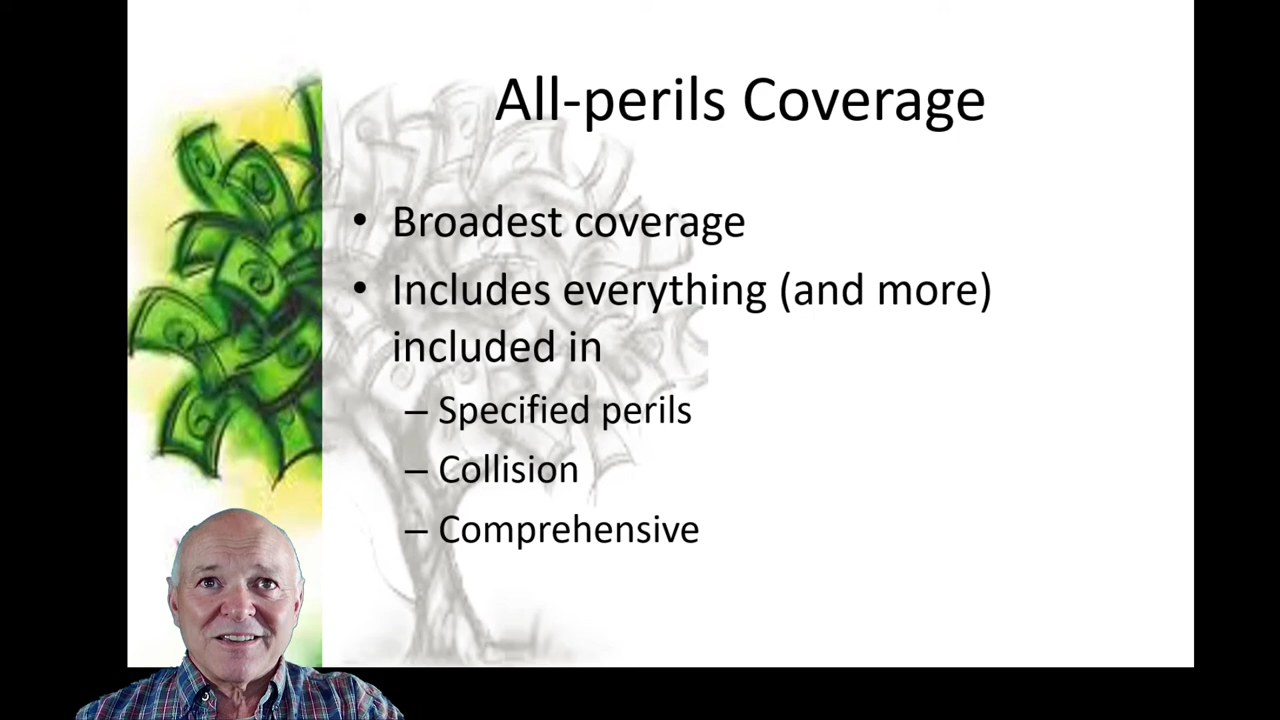 All-perils Coverage
• Broadest coverage
• Includes everything (and more)
included in
– Specified perils
– Collision
– Comprehensive